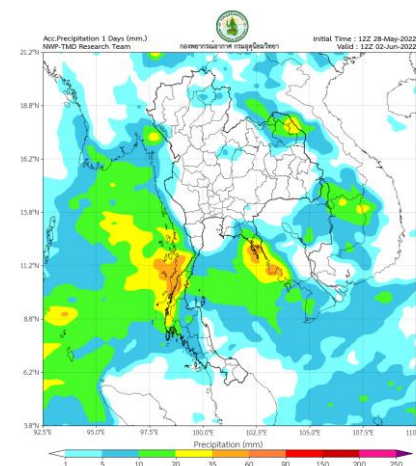 Acc.Precipitation 1 Days (mm.)
Initial Time : 12Z 28-May-2022
NWP-TMD Research Team
กองพยากรณ์อากาศ กรมอุตุนิยมวิทยา
Valid : 12Z 02-Jun-2022
21.2°N
18.8°N
16.2°N
13.8°N
11.2°N
8.8°N
6.2°N
3.8°N
92.5°E 95.0°E 97.5°E 100.0°E 102.5°E 105.0°E 107.5°E
Precipitation (mm)
1 5 10 20 35 60 90 150 200 250